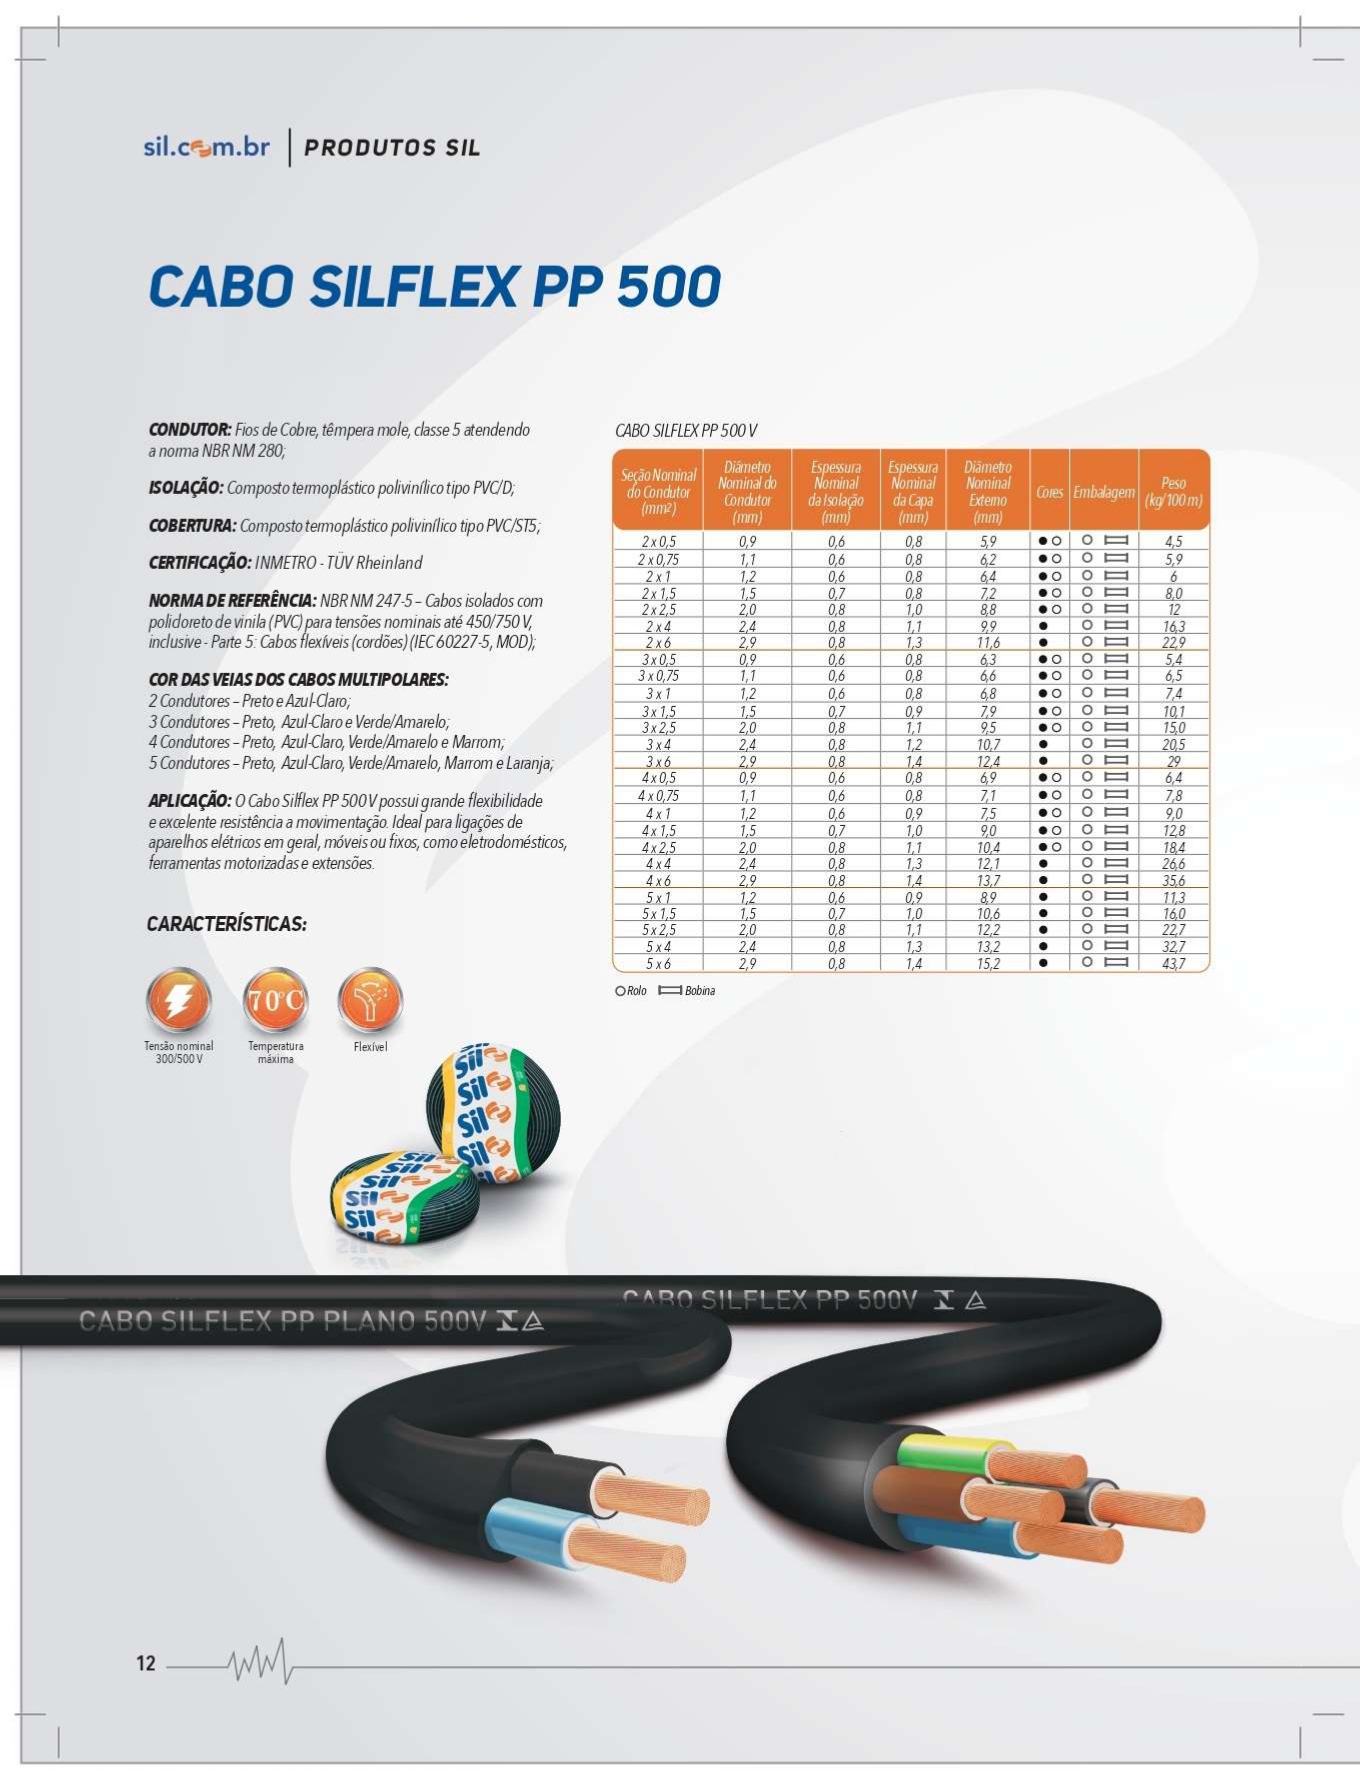 sil.com.br | PRODUTOS SIL
CABO SILFLEX PP 500
CONDUTOR: Fios de Cobre, têmpera mole, classe 5 atendendo
a norma NBR NM 280;
ISOLAÇÃO: Composto termoplástico polivinílico tipo PVC/D;
COBERTURA: Composto termoplástico polivinílico tipo PVC/ST5;
CERTIFICAÇÃO: INMETRO - TÜV Rheinland
NORMA DE REFERÊNCIA: NBR NM 247-5 – Cabos isolados com
policloreto de vinila (PVC) para tensões nominais até 450/750 V,
inclusive - Parte 5: Cabos flexíveis (cordões) (IEC 60227-5, MOD);
COR DAS VEIAS DOS CABOS MULTIPOLARES:
2 Condutores – Preto e Azul-Claro;
3 Condutores – Preto, Azul-Claro e Verde/Amarelo;
4 Condutores – Preto, Azul-Claro, Verde/Amarelo e Marrom;
5 Condutores – Preto, Azul-Claro, Verde/Amarelo, Marrom e Laranja;
APLICAÇÃO: O Cabo Silflex PP 500 V possui grande flexibilidade
e excelente resistência a movimentação. Ideal para ligações de
aparelhos elétricos em geral, móveis ou fixos, como eletrodomésticos,
ferramentas motorizadas e extensões.
CARACTERÍSTICAS:
70°C
Tensão nominal
300/500 V
Temperatura
máxima
Flexível
CABO SILFLEX PP 500 V
Seção Nominal do Condutor (mm2) Diâmetro Nominal do Condutor (mm) Espessura Nominal da Isolação (mm) Espessura Nominal da Capa (mm) Diâmetro Nominal Externo (mm) Cores Embalagem Peso (kg/100 m)
2 x 0,5 0,9 0,6 0,8 5,9 4,5
2 x 0,75 1,1 0,6 0,8 6,2 5,9
2 x 1 1,2 0,6 0,8 6,4 6
2 x 1,5 1,5 0,7 0,8 7,2 8,0
2 x 2,5 2,0 0,8 1,0 8,8 12
2 x 4 2,4 0,8 1,1 9,9 16,3
2 x 6 2,9 0,8 1,3 11,6 22,9
3 x 0,5 0,9 0,6 0,8 6,3 5,4
3 x 0,75 1,1 0,6 0,8 6,6 6,5
3 x 1 1,2 0,6 0,8 6,8 7,4
3 x 1,5 1,5 0,7 0,9 7,9 10,1
3 x 2,5 2,0 0,8 1,1 9,5 15,0
3 x 4 2,4 0,8 1,2 10,7 20,5
3 x 6 2,9 0,8 1,4 12,4 29
4 x 0,5 0,9 0,6 0,8 6,9 6,4
4 x 0,75 1,1 0,6 0,8 7,1 7,8
4 x 1 1,2 0,6 0,9 7,5 9,0
4 x 1,5 1,5 0,7 1,0 9,0 12,8
4 x 2,5 2,0 0,8 1,1 10,4 18,4
4 x 4 2,4 0,8 1,3 12,1 26,6
4 x 6 2,9 0,8 1,4 13,7 35,6
5 x 1 1,2 0,6 0,9 8,9 11,3
5 x 1,5 1,5 0,7 1,0 10,6 16,0
5 x 2,5 2,0 0,8 1,1 12,2 22,7
5 x 4 2,4 0,8 1,3 13,2 32,7
5 x 6 2,9 0,8 1,4 15,2 43,7
Rolo Bobina
Sil
Sil
Sil
Sil
Sil
Sil
Sil
Sil
Sil
CABO SILFLEX PP 500V
CABO SILFLEX PP PLANO 500V
12